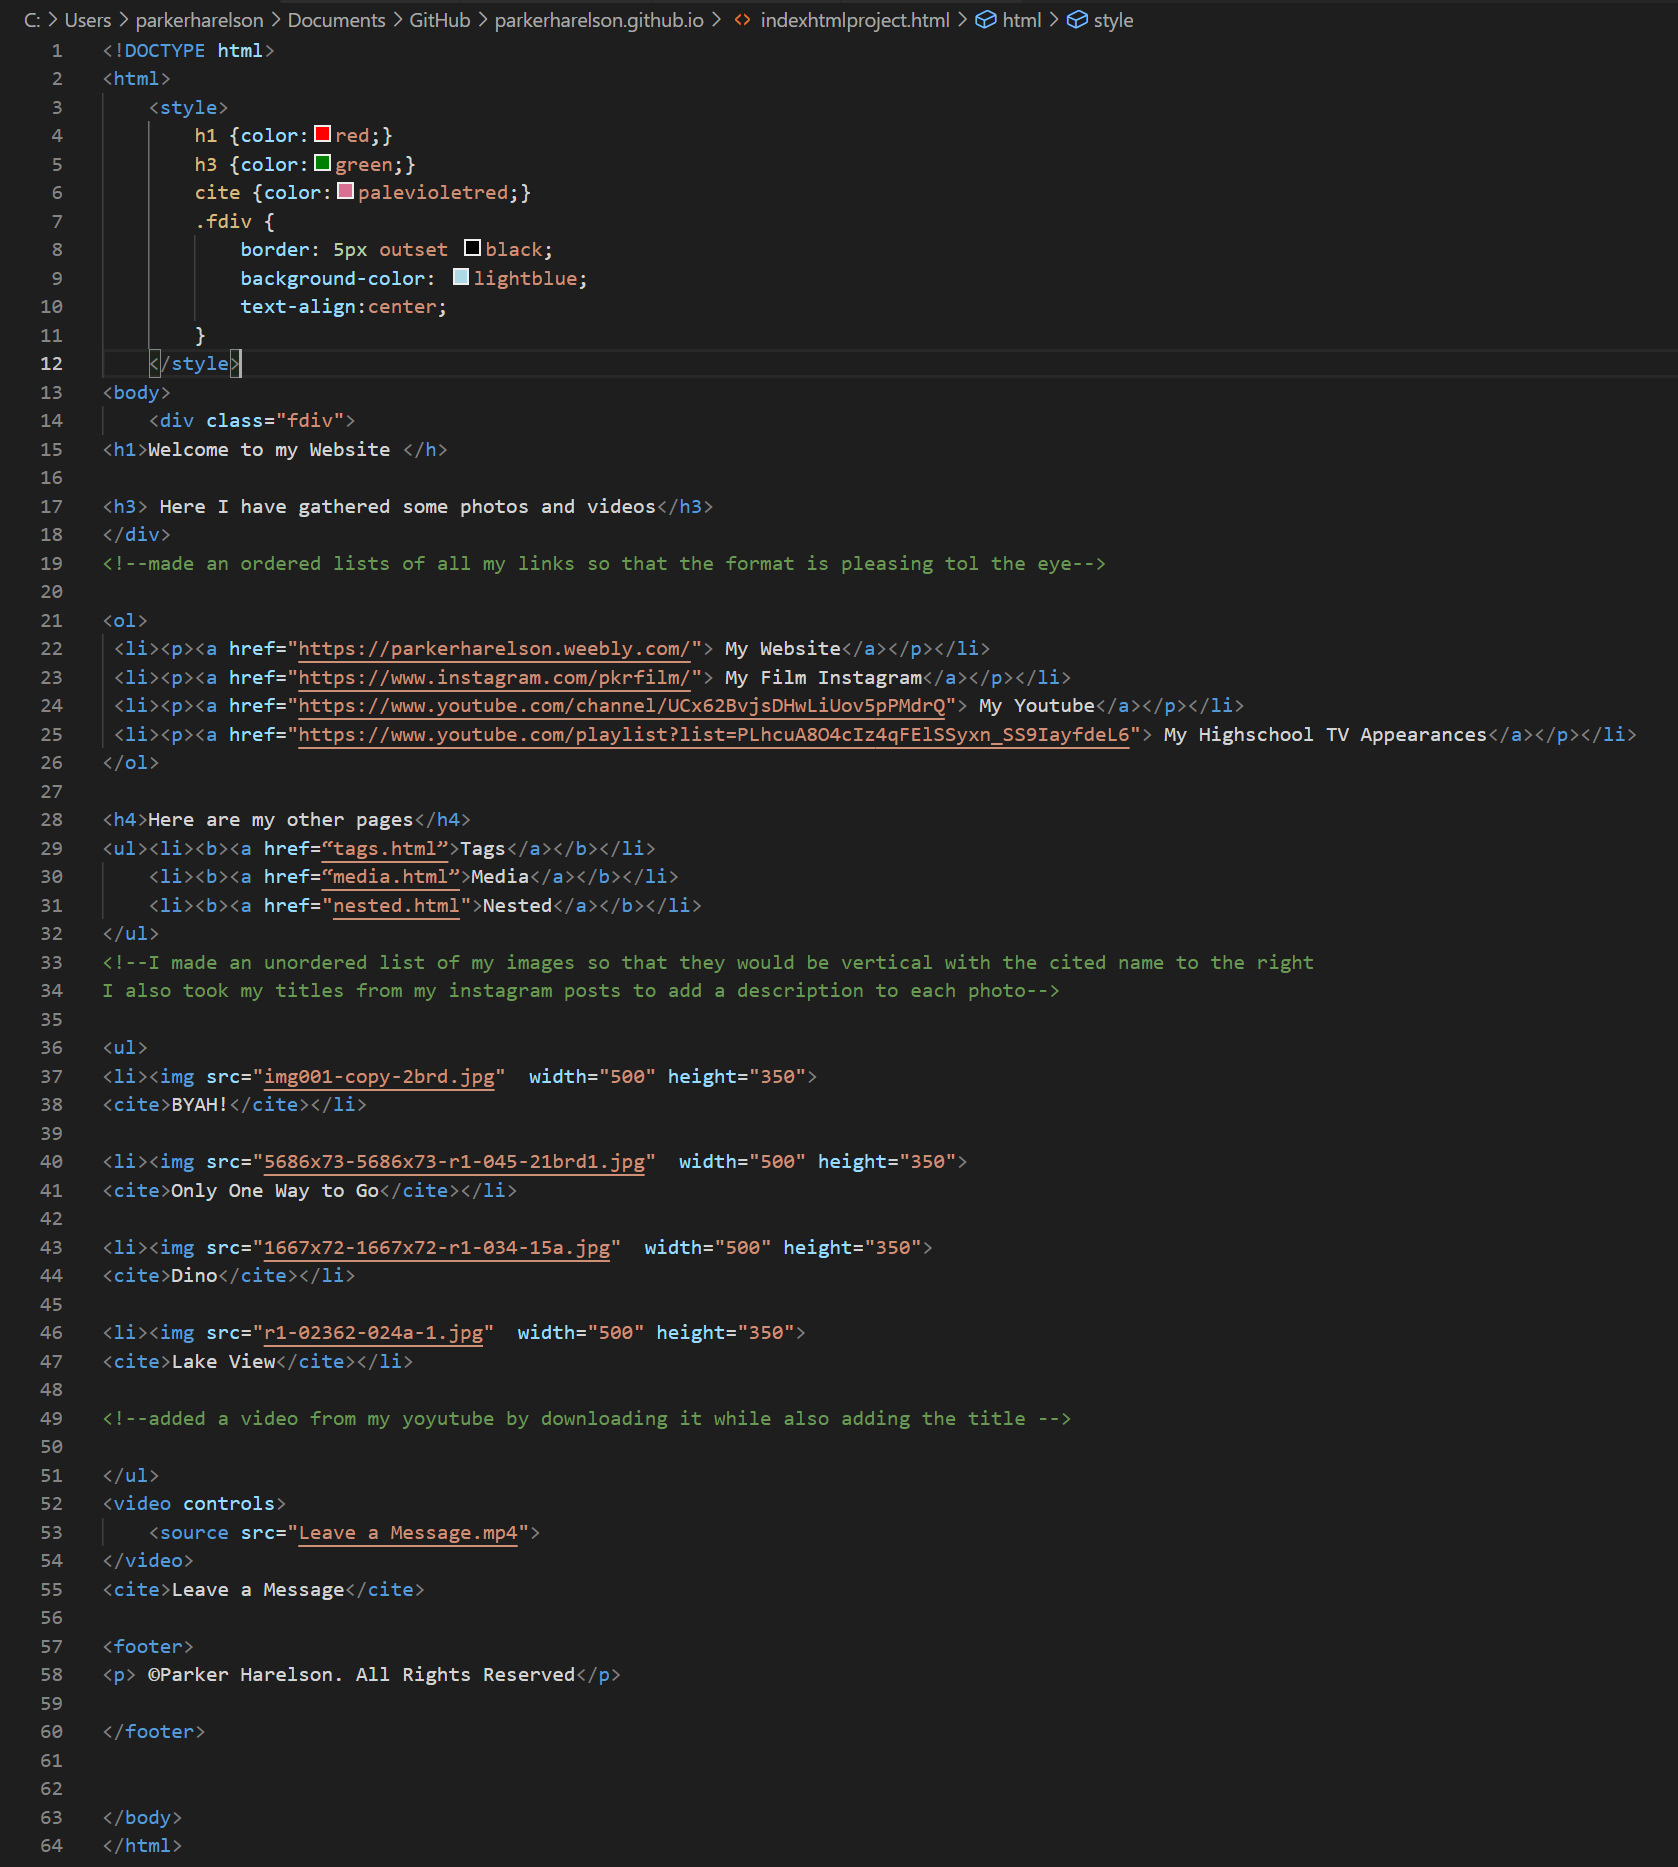 C: > Users > parkerharelson > Documents > GitHub > parkerharelson.github.io > <> indexhtmlproject.html > html > style
1 <!DOCTYPE html>
2 <html>
3     <style>
4         h1 {color:red;}
5         h3 {color:green;}
6         cite {color:palevioletred;}
7         .fdiv {
8             border: 5px outset black;
9             background-color: lightblue;
10             text-align:center;
11         }
12     </style>
13 <body>
14     <div class="fdiv">
15 <h1>Welcome to my Website </h>
16
17 <h3> Here I have gathered some photos and videos</h3>
18 </div>
19 <!--made an ordered lists of all my links so that the format is pleasing tol the eye-->
20
21 <ol>
22  <li><p><a href="https://parkerharelson.weebly.com/"> My Website</a></p></li>
23  <li><p><a href="https://www.instagram.com/pkrfilm/"> My Film Instagram</a></p></li>
24  <li><p><a href="https://www.youtube.com/channel/UCx62BvjsDHwLiUov5pPMdrQ"> My Youtube</a></p></li>
25  <li><p><a href="https://www.youtube.com/playlist?list=PLhcuA8O4cIz4qFElSSyxn_SS9IayfdeL6"> My Highschool TV Appearances</a></p></li>
26 </ol>
27
28 <h4>Here are my other pages</h4>
29 <ul><li><b><a href=“tags.html”>Tags</a></b></li>
30     <li><b><a href=“media.html”>Media</a></b></li>
31     <li><b><a href="nested.html">Nested</a></b></li>
32 </ul>
33 <!--I made an unordered list of my images so that they would be vertical with the cited name to the right
34 I also took my titles from my instagram posts to add a description to each photo-->
35
36 <ul>
37 <li><img src="img001-copy-2brd.jpg"  width="500" height="350">
38 <cite>BYAH!</cite></li>
39
40 <li><img src="5686x73-5686x73-r1-045-21brd1.jpg"  width="500" height="350">
41 <cite>Only One Way to Go</cite></li>
42
43 <li><img src="1667x72-1667x72-r1-034-15a.jpg"  width="500" height="350">
44 <cite>Dino</cite></li>
45
46 <li><img src="r1-02362-024a-1.jpg"  width="500" height="350">
47 <cite>Lake View</cite></li>
48
49 <!--added a video from my yoyutube by downloading it while also adding the title -->
50
51 </ul>
52 <video controls>
53     <source src="Leave a Message.mp4">
54 </video>
55 <cite>Leave a Message</cite>
56
57 <footer>
58 <p> ©Parker Harelson. All Rights Reserved</p>
59
60 </footer>
61
62
63 </body>
64 </html>